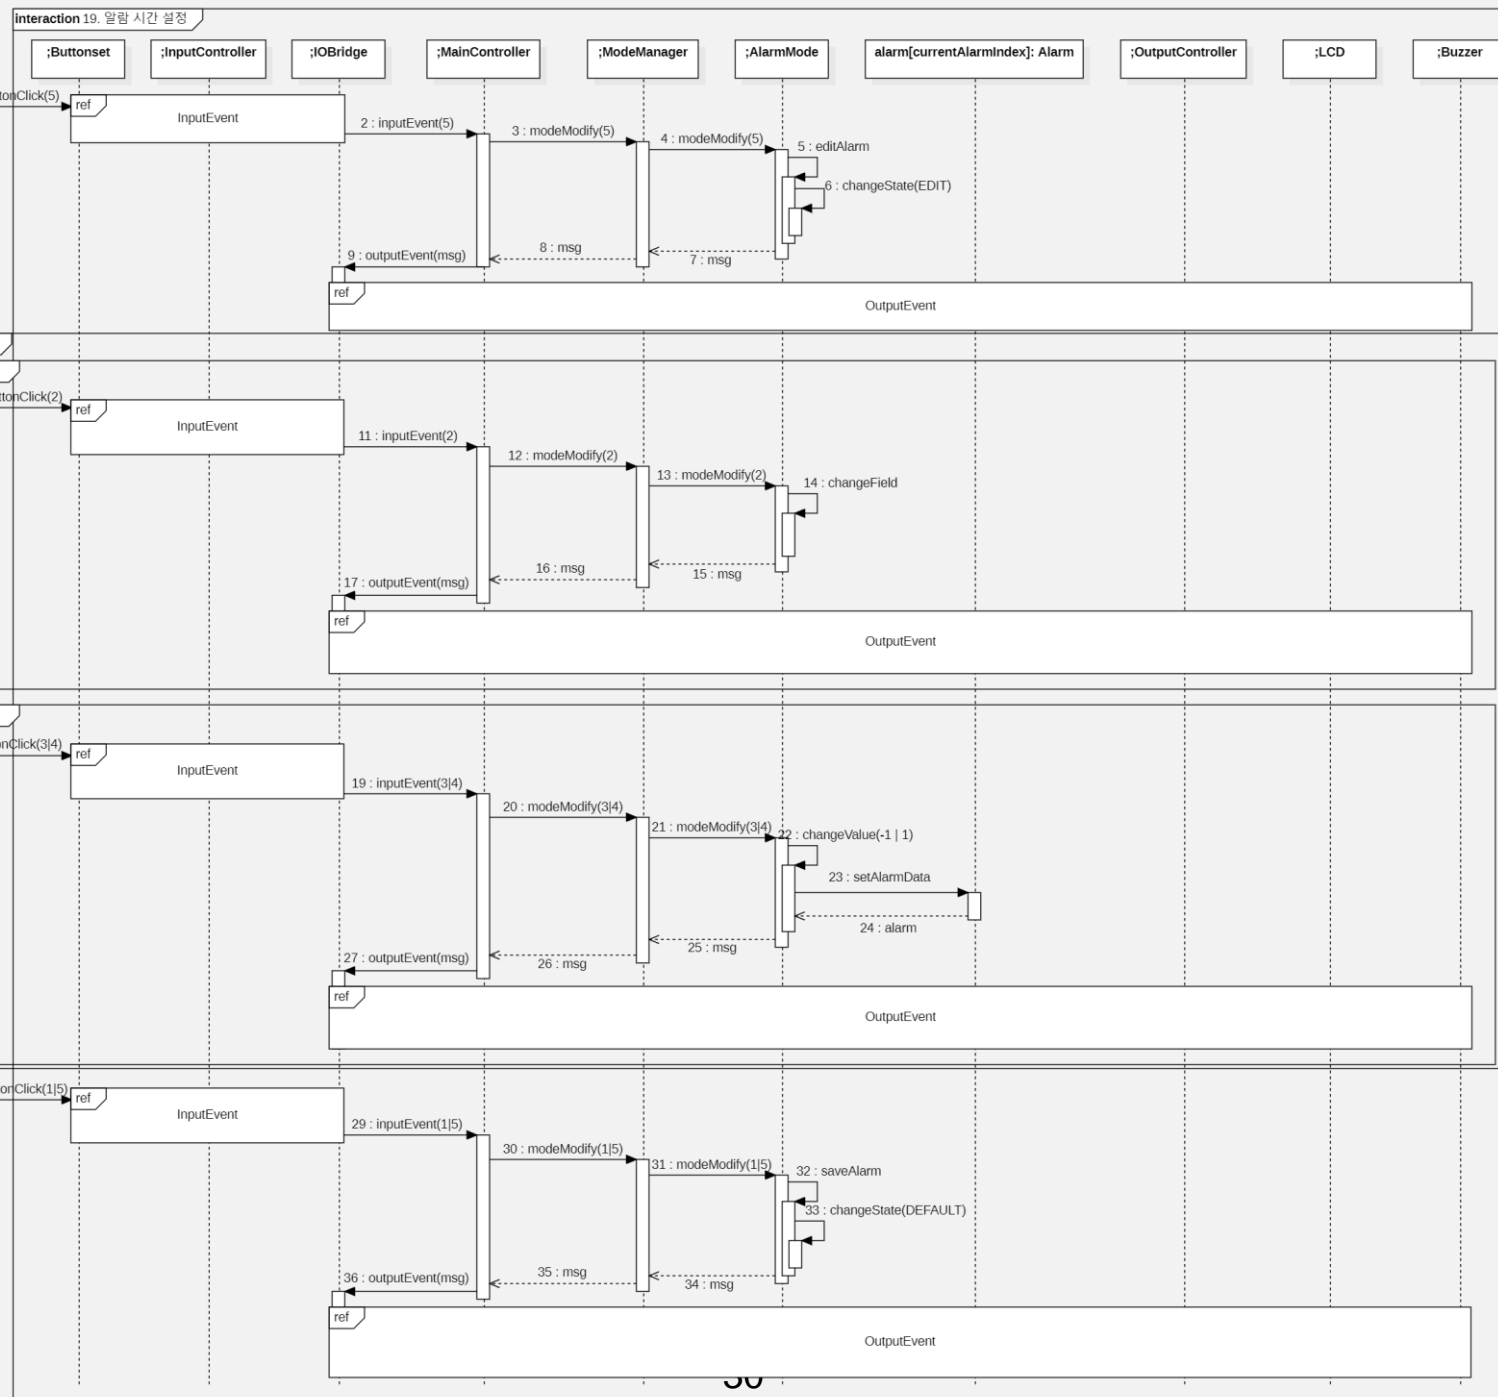 interaction 19. 알람 시간 설정
;Buttonset
;InputController
;IOBridge
;MainController
;ModeManager
;AlarmMode
alarm[currentAlarmIndex]: Alarm
;OutputController
;LCD
;Buzzer
tonClick(5)
ref
InputEvent
2 : inputEvent(5)
3 : modeModify(5)
4 : modeModify(5)
5 : editAlarm
6 : changeState(EDIT)
7 : msg
8 : msg
9 : outputEvent(msg)
ref
OutputEvent
ttonClick(2)
ref
InputEvent
11 : inputEvent(2)
12 : modeModify(2)
13 : modeModify(2)
14 : changeField
15 : msg
16 : msg
17 : outputEvent(msg)
ref
OutputEvent
onClick(3|4)
ref
InputEvent
19 : inputEvent(3|4)
20 : modeModify(3|4)
21 : modeModify(3|4)
22 : changeValue(-1 | 1)
23 : setAlarmData
24 : alarm
25 : msg
26 : msg
27 : outputEvent(msg)
ref
OutputEvent
onClick(1|5)
ref
InputEvent
29 : inputEvent(1|5)
30 : modeModify(1|5)
31 : modeModify(1|5)
32 : saveAlarm
33 : changeState(DEFAULT)
34 : msg
35 : msg
36 : outputEvent(msg)
ref
OutputEvent